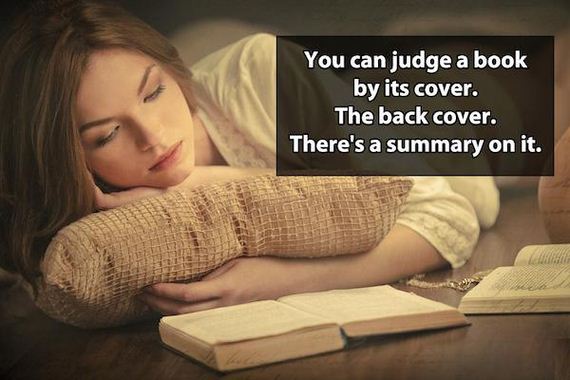 You can judge a book
by its cover.
The back cover.
There's a summary on it.